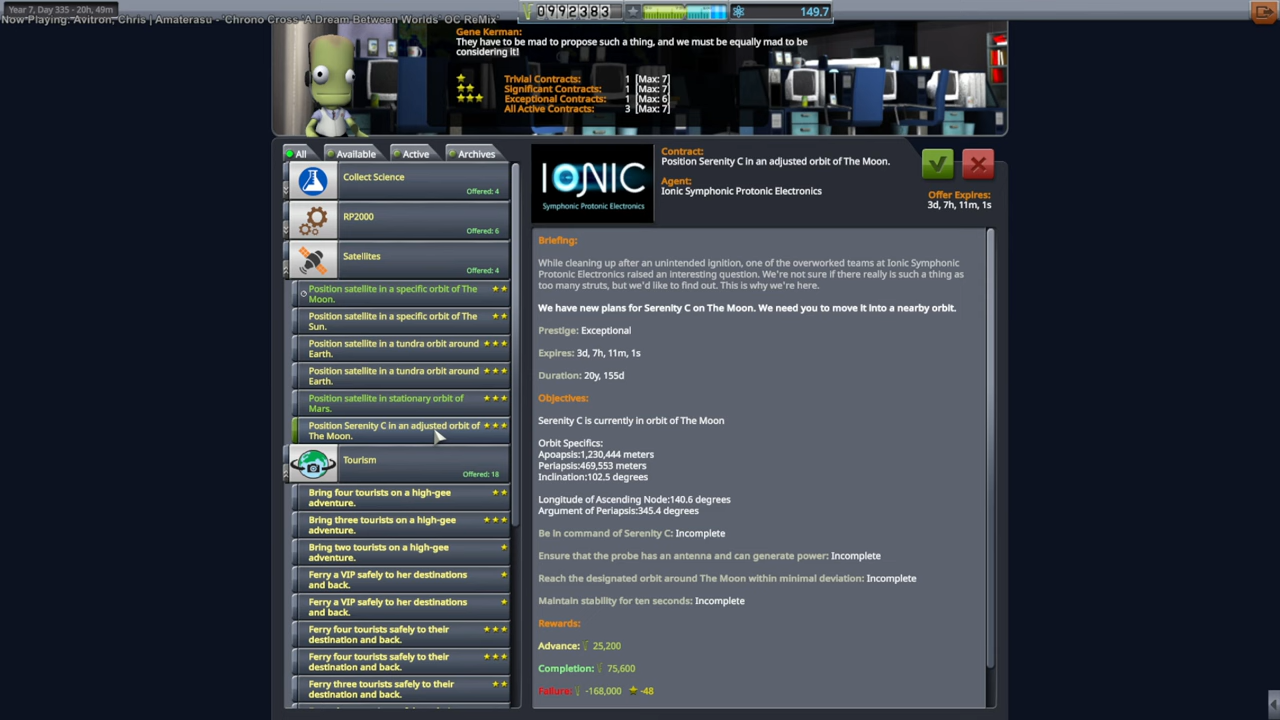 Year 7, Day 335 - 20h, 49m
Now Playing: Avitron, Chris | Amaterasu - 'Chrono Cross 'A Dream Between Worlds' OC ReMix'
0992383
149.7
Gene Kerman:
They have to be mad to propose such a thing, and we must be equally mad to be
considering it!
Trivial Contracts: 1 [Max: 7]
Significant Contracts: 1 [Max: 7]
Exceptional Contracts: 1 [Max: 6]
All Active Contracts: 3 [Max: 7]
All
Available
Active
Archives
Collect Science
Offered: 4
RP2000
Offered: 6
Satellites
Offered: 4
Position satellite in a specific orbit of The
Moon.
Position satellite in a specific orbit of The
Sun.
Position satellite in a tundra orbit around
Earth.
Position satellite in a tundra orbit around
Earth.
Position satellite in stationary orbit of
Mars.
Position Serenity C in an adjusted orbit of
The Moon.
Tourism
Offered: 18
Bring four tourists on a high-gee
adventure.
Bring three tourists on a high-gee
adventure.
Bring two tourists on a high-gee
adventure.
Ferry a VIP safely to her destinations
and back.
Ferry a VIP safely to her destinations
and back.
Ferry four tourists safely to their
destination and back.
Ferry four tourists safely to their
destination and back.
Ferry three tourists safely to their
destination and back.
IONIC
Symphonic Protonic Electronics
Contract:
Position Serenity C in an adjusted orbit of The Moon.
Agent:
Ionic Symphonic Protonic Electronics
Offer Expires:
3d, 7h, 11m, 1s
Briefing:
While cleaning up after an unintended ignition, one of the overworked teams at Ionic Symphonic
Protonic Electronics raised an interesting question. We're not sure if there really is such a thing as
too many struts, but we'd like to find out. This is why we're here.
We have new plans for Serenity C on The Moon. We need you to move it into a nearby orbit.
Prestige: Exceptional
Expires: 3d, 7h, 11m, 1s
Duration: 20y, 155d
Objectives:
Serenity C is currently in orbit of The Moon
Orbit Specifics:
Apoapsis:1,230,444 meters
Periapsis:469,553 meters
Inclination:102.5 degrees
Longitude of Ascending Node:140.6 degrees
Argument of Periapsis:345.4 degrees
Be in command of Serenity C: Incomplete
Ensure that the probe has an antenna and can generate power: Incomplete
Reach the designated orbit around The Moon within minimal deviation: Incomplete
Maintain stability for ten seconds: Incomplete
Rewards:
Advance: 25,200
Completion: 75,600
Failure: -168,000 -48